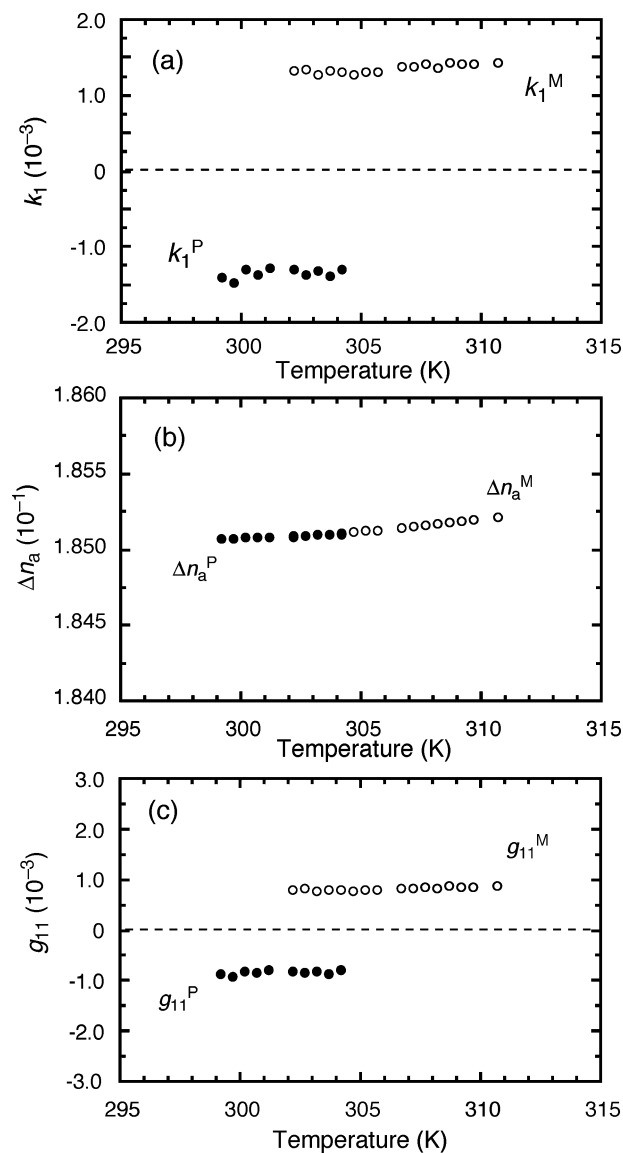 2.0
(a)
1.0
k₁ᴹ
k₁ (10⁻³)
0
k₁ᴾ
-1.0
-2.0
295 300 305 310 315
Temperature (K)
1.860
(b)
1.855
Δnₐᴹ
Δnₐ (10⁻¹)
1.850
Δnₐᴾ
1.845
1.840
295 300 305 310 315
Temperature (K)
3.0
(c)
2.0
g₁₁ᴹ
1.0
g₁₁ (10⁻³)
0
-1.0
g₁₁ᴾ
-2.0
-3.0
295 300 305 310 315
Temperature (K)